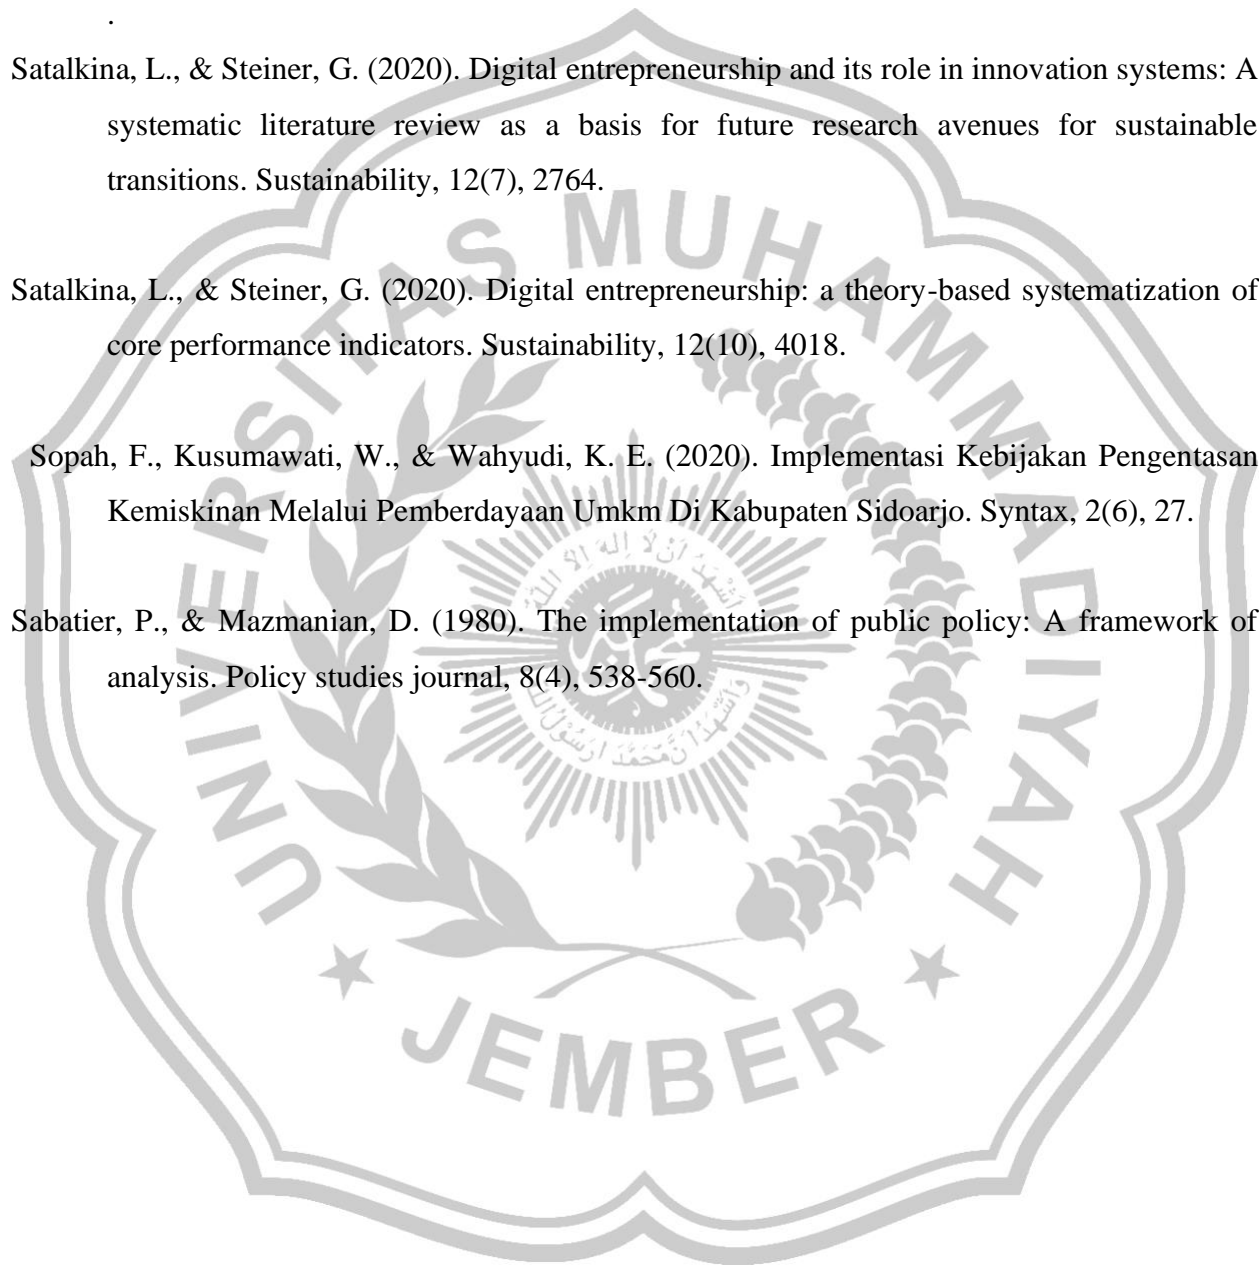 .
Satalkina, L., & Steiner, G. (2020). Digital entrepreneurship and its role in innovation systems: A
systematic literature review as a basis for future research avenues for sustainable
transitions. Sustainability, 12(7), 2764.
Satalkina, L., & Steiner, G. (2020). Digital entrepreneurship: a theory-based systematization of
core performance indicators. Sustainability, 12(10), 4018.
Sopah, F., Kusumawati, W., & Wahyudi, K. E. (2020). Implementasi Kebijakan Pengentasan
Kemiskinan Melalui Pemberdayaan Umkm Di Kabupaten Sidoarjo. Syntax, 2(6), 27.
Sabatier, P., & Mazmanian, D. (1980). The implementation of public policy: A framework of
analysis. Policy studies journal, 8(4), 538-560.
UNIVERSITAS MUHAMMADIYAH
JEMBER